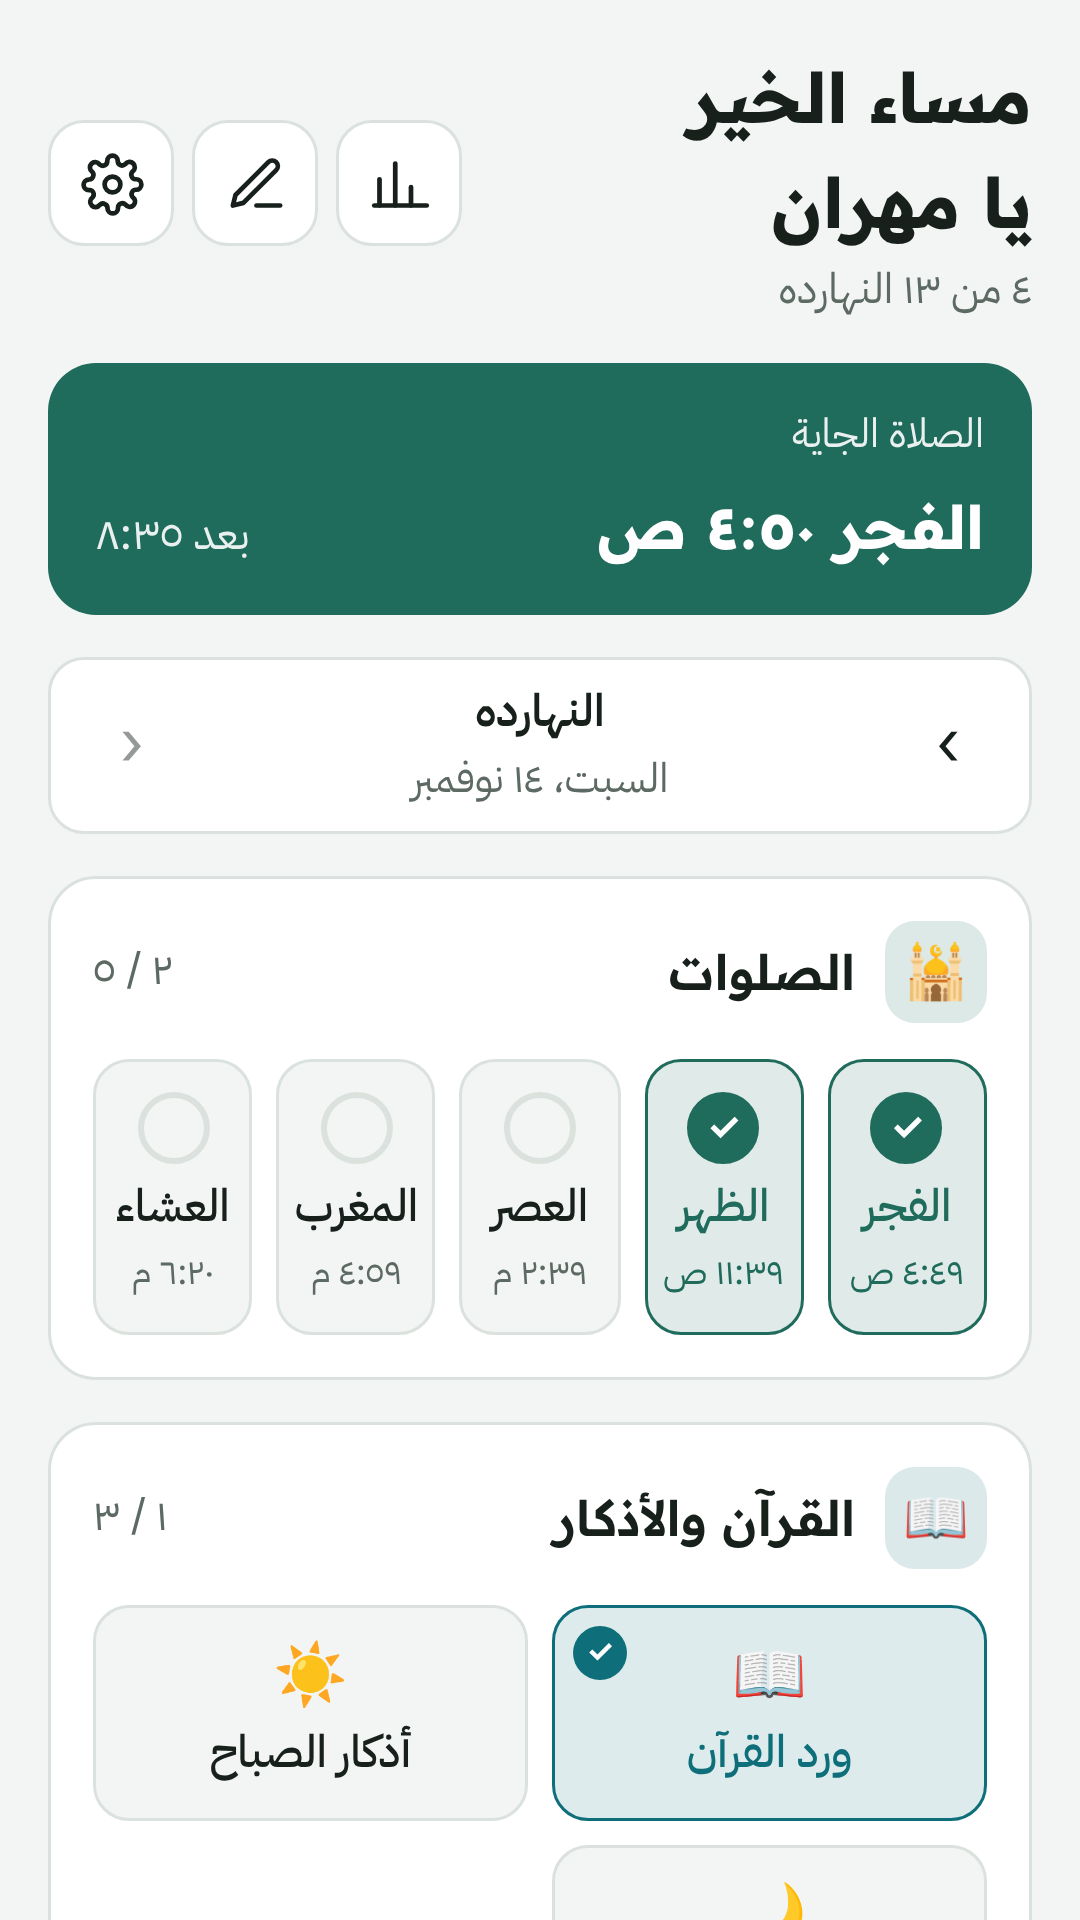 مساء الخير
يا مهران
٤ من ١٣ النهارده
الصلاة الجاية
الفجر ٤:٥٠ ص
بعد ٨:٣٥
النهارده
السبت، ١٤ نوفمبر
الصلوات
٢ / ٥
الفجر
٤:٤٩ ص
الظهر
١١:٣٩ ص
العصر
٢:٣٩ م
المغرب
٤:٥٩ م
العشاء
٦:٢٠ م
القرآن والأذكار
١ / ٣
ورد القرآن
أذكار الصباح